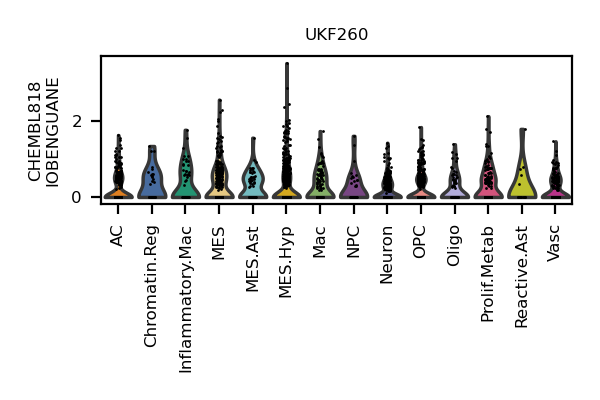 UKF260
CHEMBL818
IOBENGUANE
2
0
AC
Chromatin.Reg
Inflammatory.Mac
MES
MES.Ast
MES.Hyp
Mac
NPC
Neuron
OPC
Oligo
Prolif.Metab
Reactive.Ast
Vasc